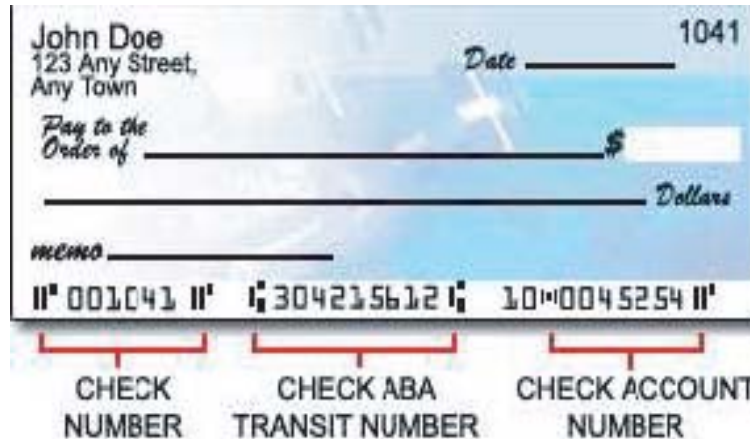 John Doe
1041
123 Any Street,
Any Town
Date
Pay to the
Order of
$
Dollars
memo
⑈001041⑈ ⑆304215612⑆ 10⑉0045254⑈
CHECK
NUMBER
CHECK ABA
TRANSIT NUMBER
CHECK ACCOUNT
NUMBER